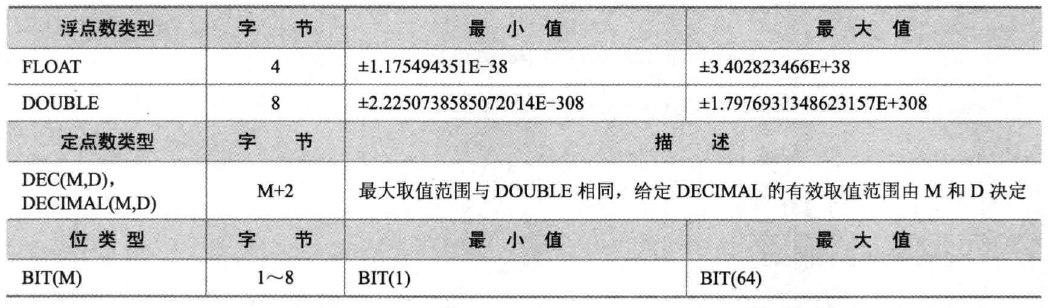 浮点数类型 字 节 最 小 值 最 大 值
FLOAT 4 ±1.175494351E−38 ±3.402823466E+38
DOUBLE 8 ±2.2250738585072014E−308 ±1.7976931348623157E+308
定点数类型 字 节 描 述
DEC(M,D),
DECIMAL(M,D) M+2 最大取值范围与 DOUBLE 相同，给定 DECIMAL 的有效取值范围由 M 和 D 决定
位 类 型 字 节 最 小 值 最 大 值
BIT(M) 1～8 BIT(1) BIT(64)